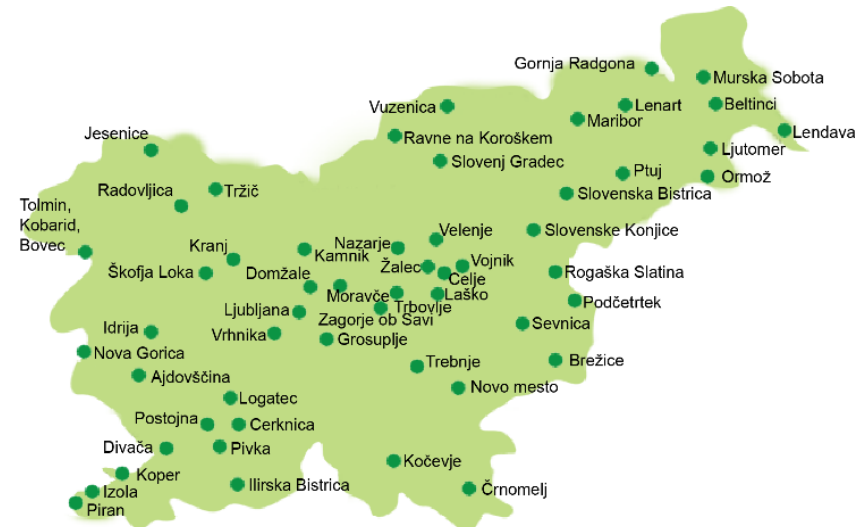 Gornja Radgona
Murska Sobota
Vuzenica
Lenart
Beltinci
Maribor
Lendava
Jesenice
Ravne na Koroškem
Ljutomer
Slovenj Gradec
Ptuj
Ormož
Radovljica
Tržič
Slovenska Bistrica
Tolmin,
Kobarid,
Bovec
Velenje
Slovenske Konjice
Kranj
Nazarje
Kamnik
Žalec
Vojnik
Škofja Loka
Domžale
Celje
Rogaška Slatina
Moravče
Laško
Podčetrtek
Ljubljana
Trbovlje
Zagorje ob Savi
Sevnica
Idrija
Vrhnika
Grosuplje
Nova Gorica
Trebnje
Brežice
Ajdovščina
Novo mesto
Logatec
Postojna
Cerknica
Divača
Pivka
Kočevje
Koper
Ilirska Bistrica
Črnomelj
Izola
Piran